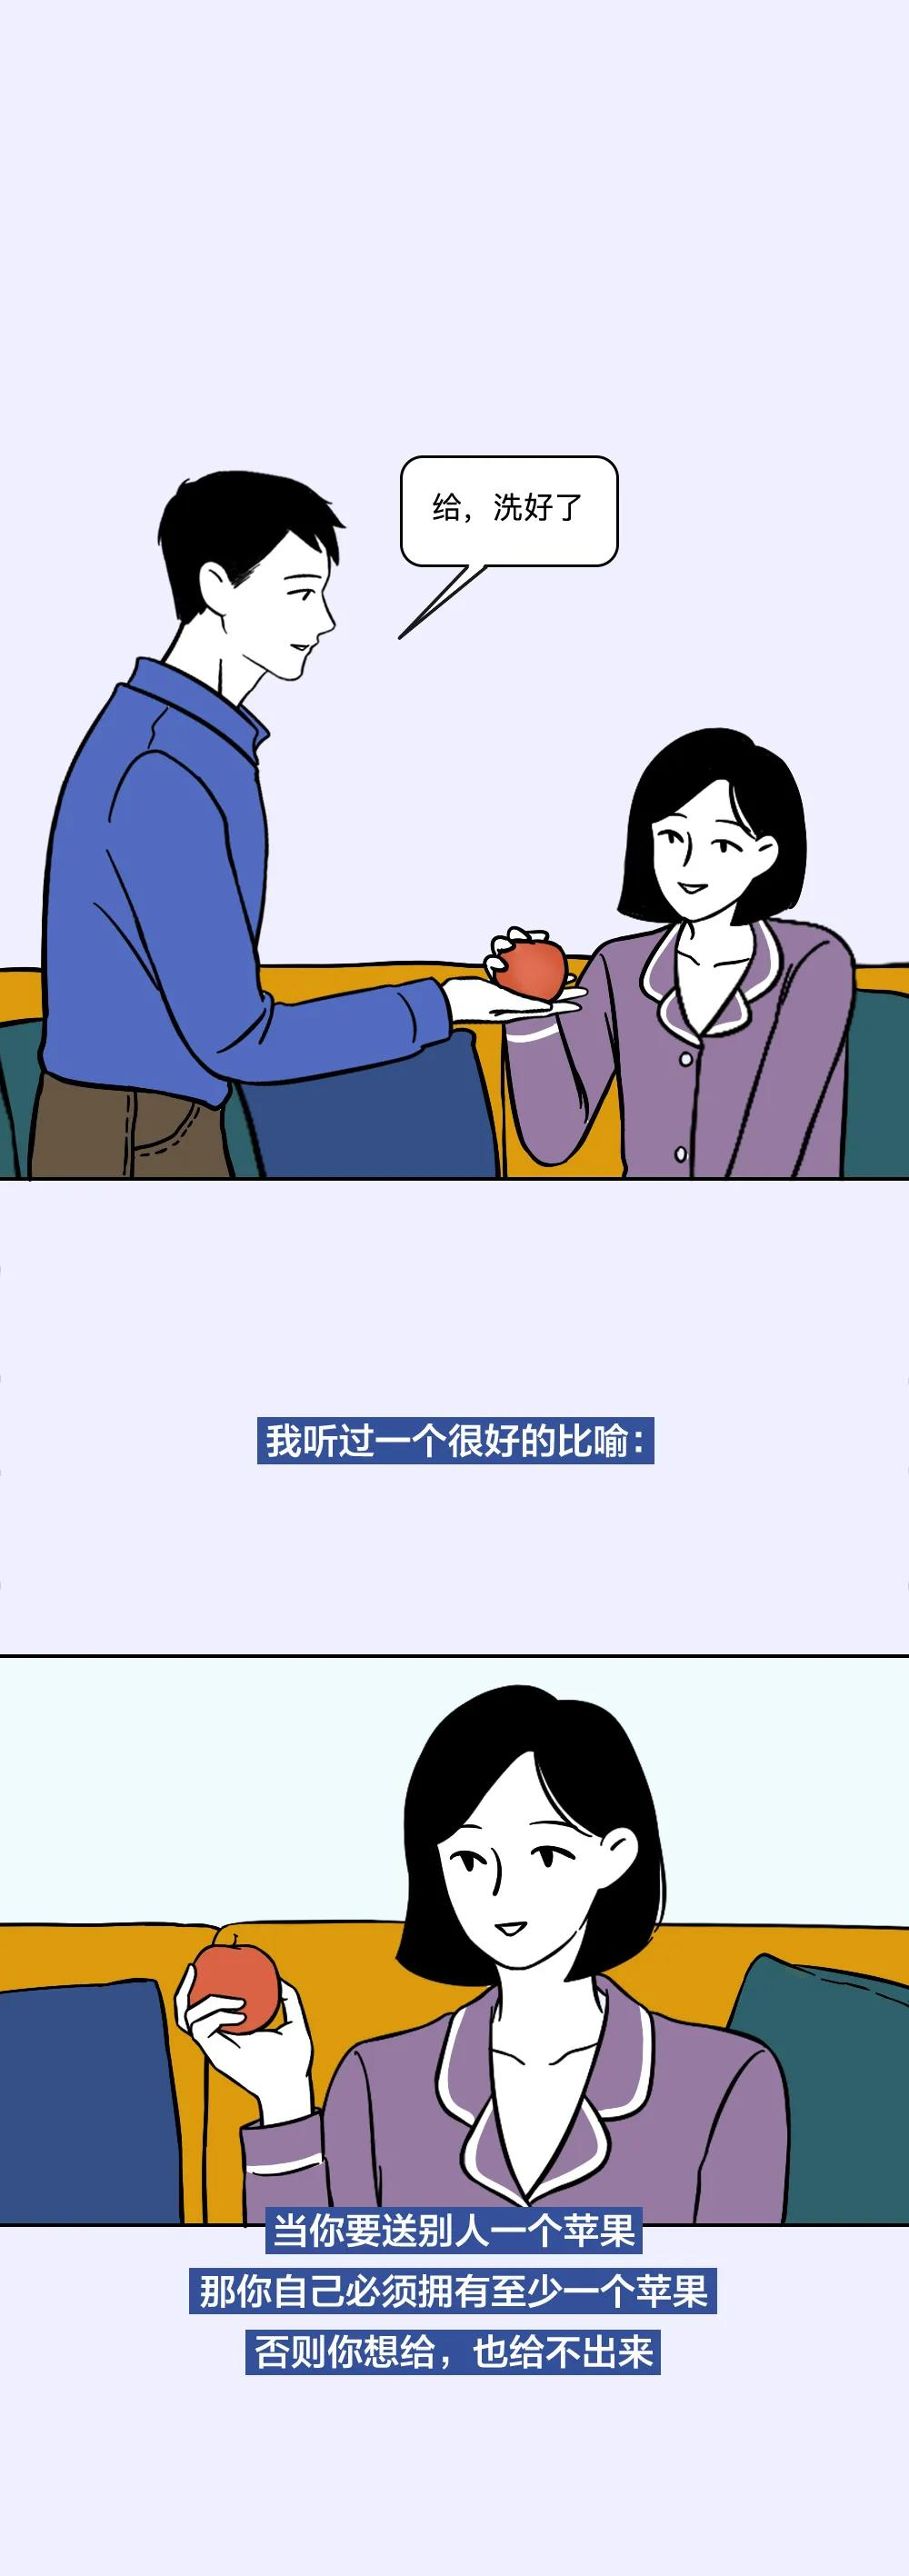 给，洗好了
我听过一个很好的比喻：
当你要送别人一个苹果
那你自己必须拥有至少一个苹果
否则你想给，也给不出来